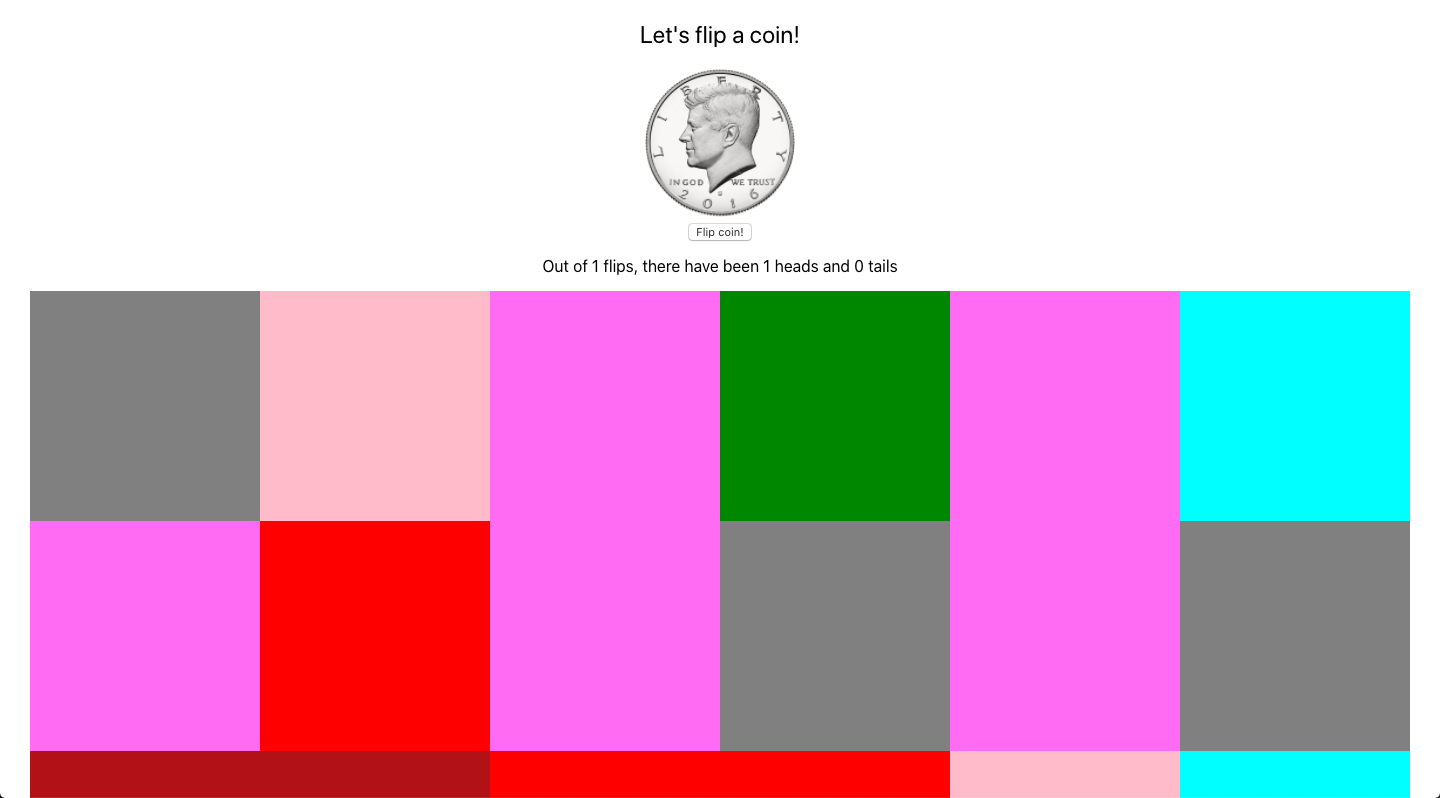 Let's flip a coin!
LIBERTY
IN GOD WE TRUST
S
2016
Flip coin!
Out of 1 flips, there have been 1 heads and 0 tails